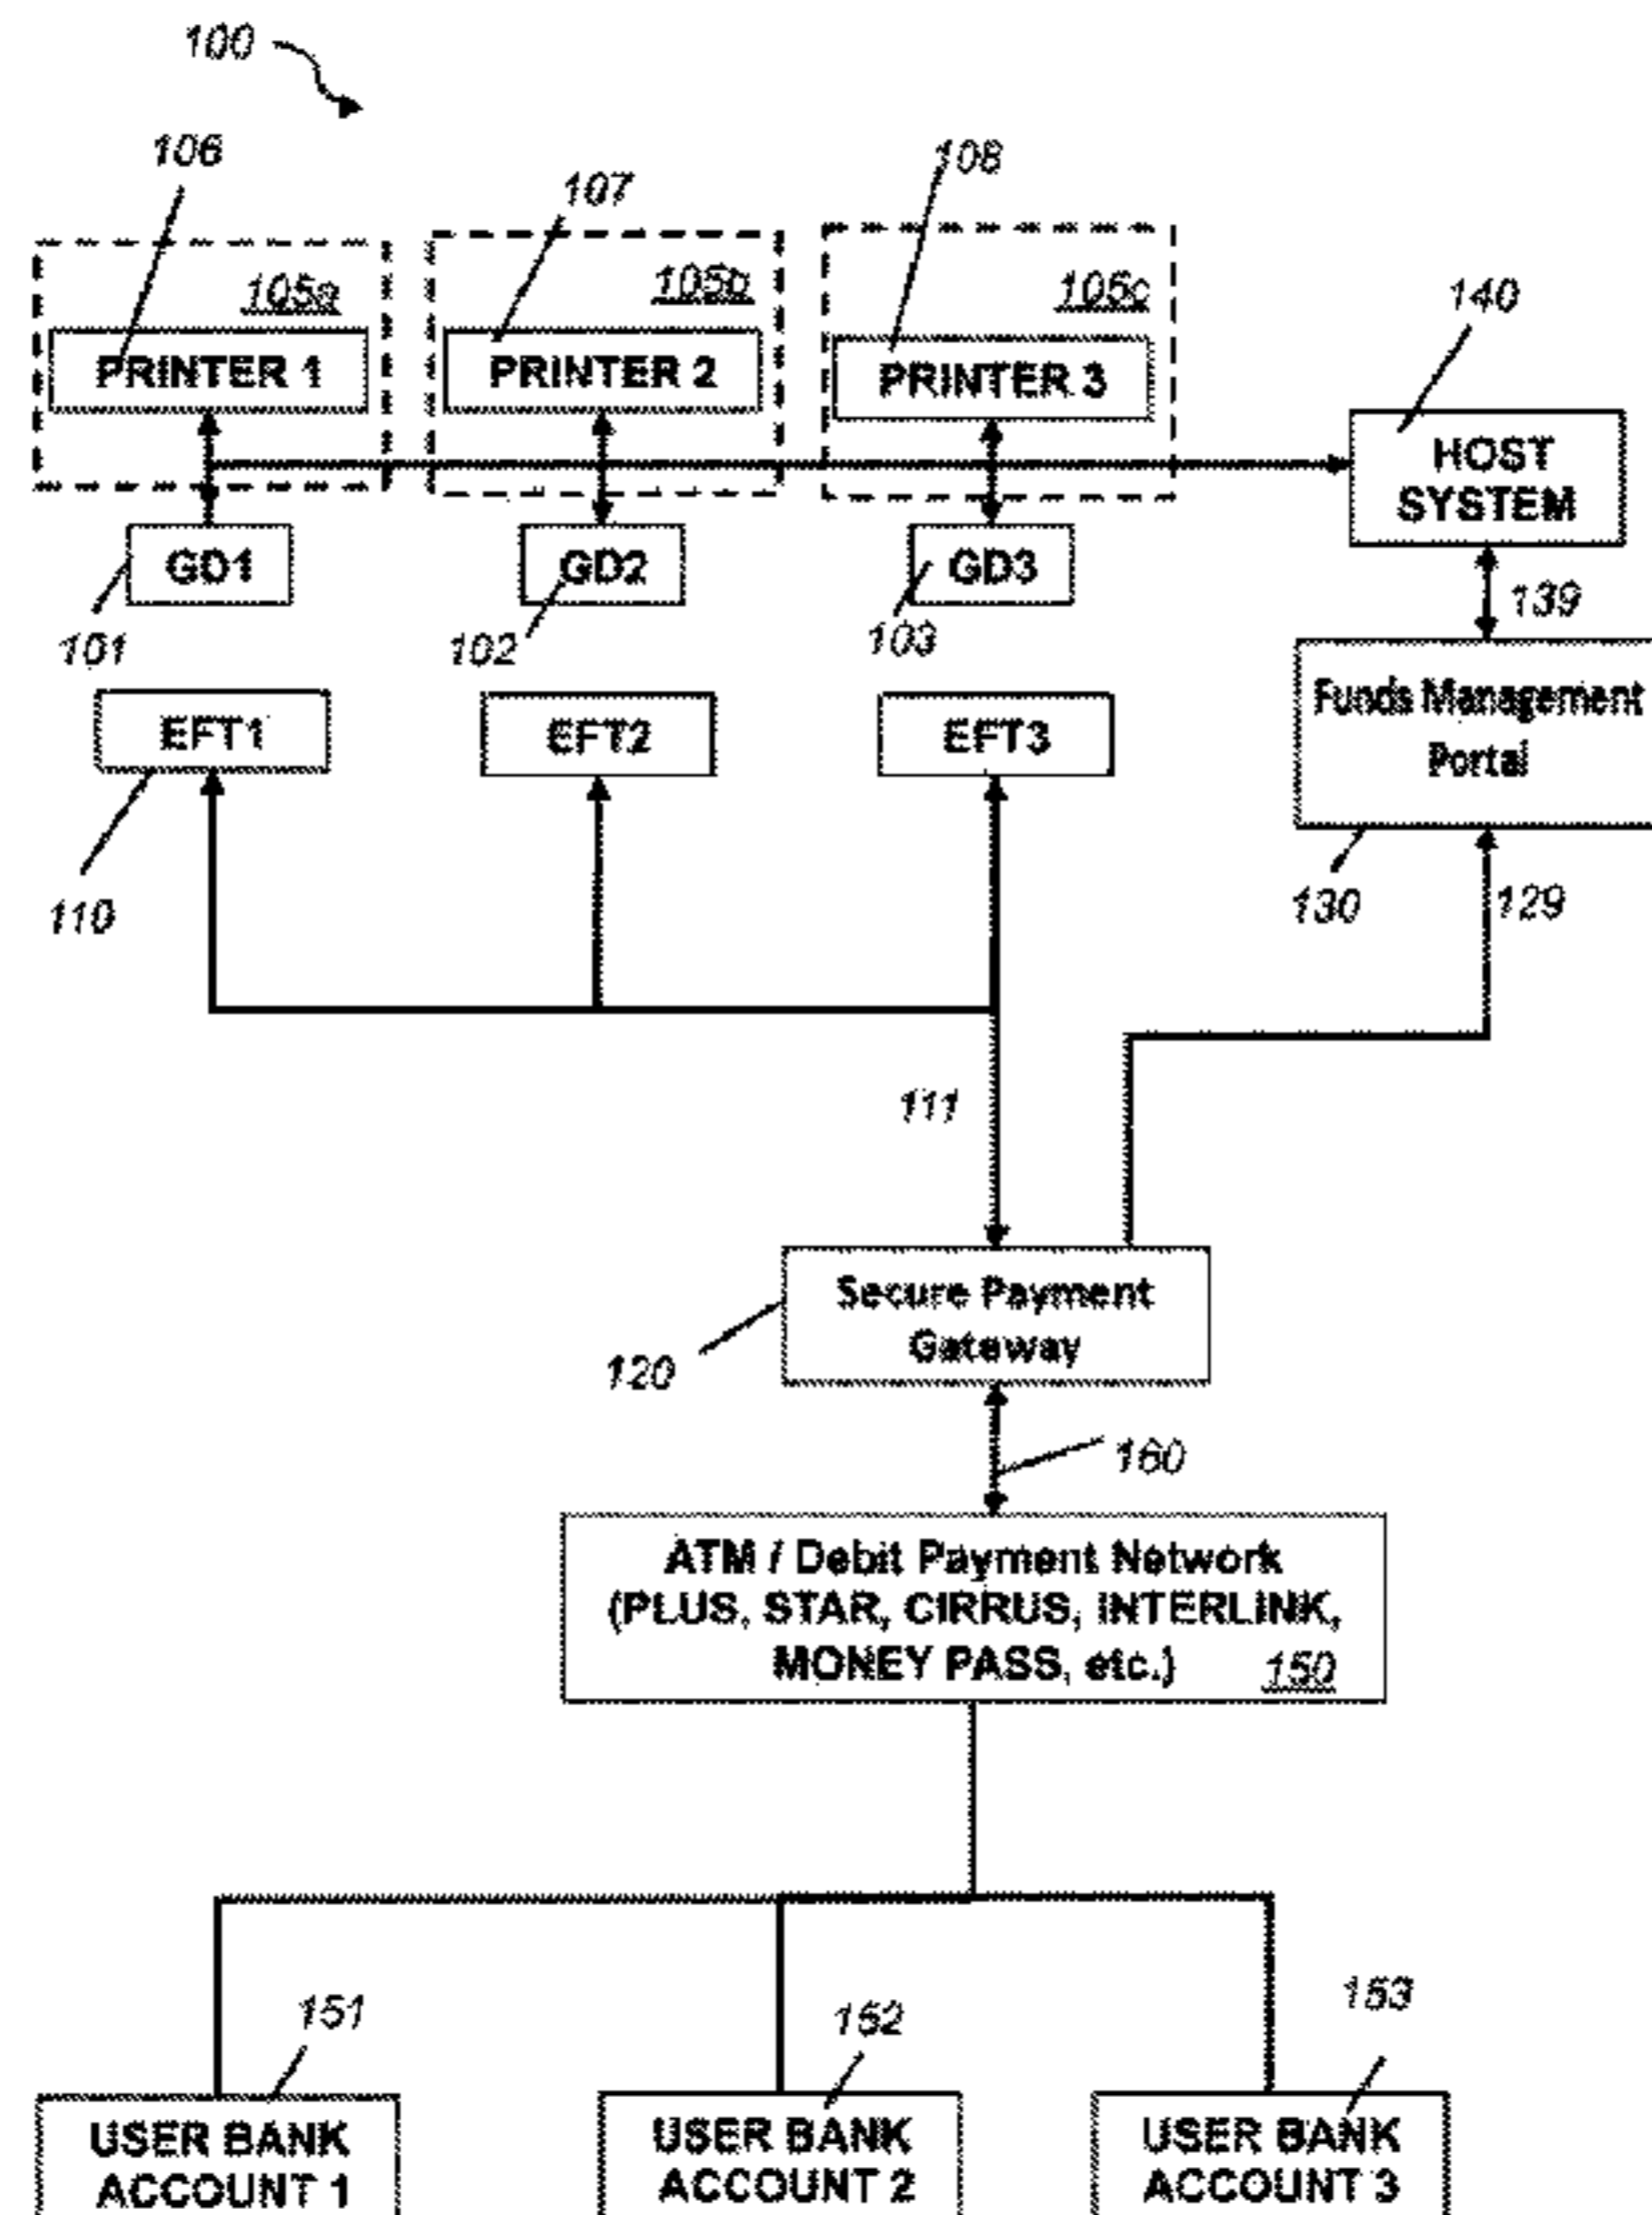 100
106
107
108
105a
105b
105c
140
PRINTER 1
PRINTER 2
PRINTER 3
HOST
SYSTEM
GD1
GD2
GD3
139
101
102
103
EFT1
EFT2
EFT3
Funds Management
Portal
110
130
129
111
Secure Payment
Gateway
120
160
ATM / Debit Payment Network
(PLUS, STAR, CIRRUS, INTERLINK,
MONEY PASS, etc.)
150
151
152
153
USER BANK
ACCOUNT 1
USER BANK
ACCOUNT 2
USER BANK
ACCOUNT 3